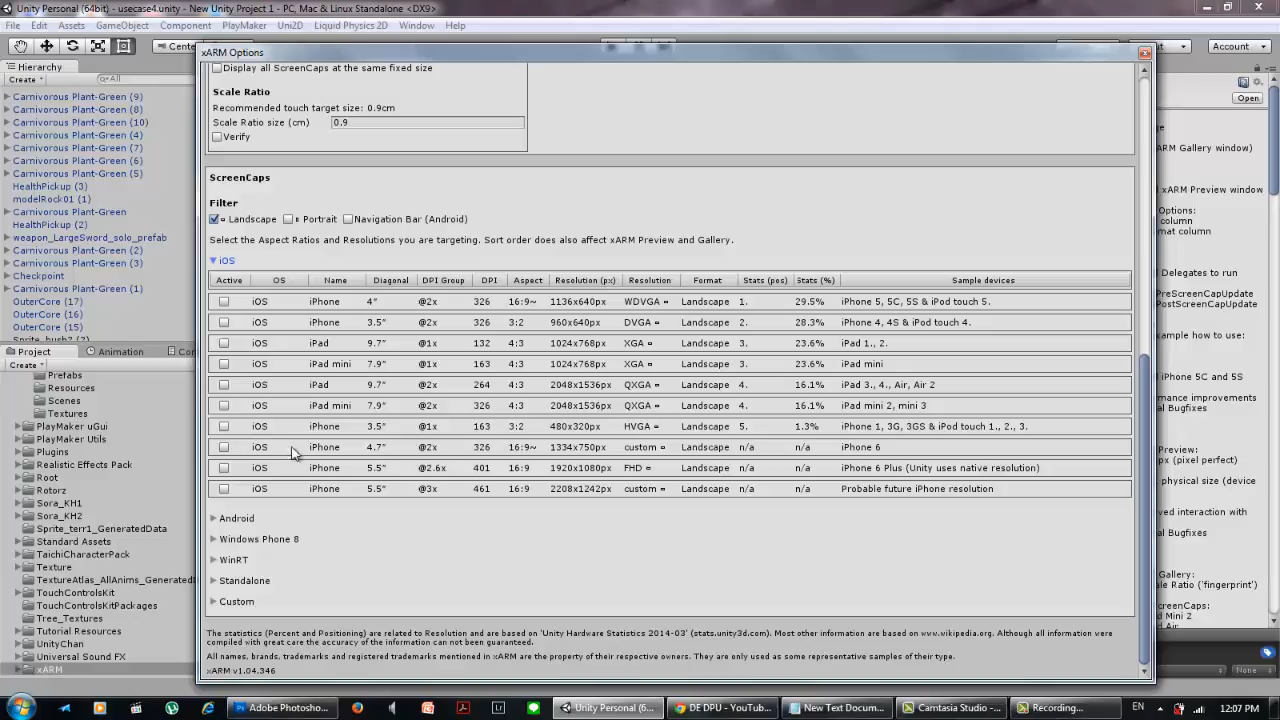 Unity Personal (64bit) - usecase4.unity - New Unity Project 1 - PC, Mac & Linux Standalone <DX9>
File Edit Assets GameObject Component PlayMaker Uni2D Liquid Physics 2D Window Help
Cente
Account
xARM Options
Hierarchy
Create
All
Carnivorous Plant-Green (9)
Carnivorous Plant-Green (8)
Carnivorous Plant-Green (10)
Carnivorous Plant-Green (4)
Carnivorous Plant-Green (7)
Carnivorous Plant-Green (6)
Carnivorous Plant-Green (5)
HealthPickup (3)
modelRock01 (1)
Carnivorous Plant-Green
HealthPickup (2)
weapon_LargeSword_solo_prefab
Carnivorous Plant-Green (2)
Carnivorous Plant-Green (3)
Checkpoint
Carnivorous Plant-Green (1)
OuterCore (17)
OuterCore (16)
OuterCore (15)
Project Animation Con
Create
Prefabs
Resources
Scenes
Textures
PlayMaker uGui
PlayMaker Utils
Plugins
Realistic Effects Pack
Root
Rotorz
Sora_KH1
Sora_KH2
Sprite_terr1_GeneratedData
Standard Assets
TaichiCharacterPack
Texture
TextureAtlas_AllAnims_Generated
TouchControlsKit
TouchControlsKitPackages
Tree_Textures
Tutorial Resources
UnityChan
Universal Sound FX
xARM
Display all ScreenCaps at the same fixed size
Scale Ratio
Recommended touch target size: 0.9cm
Scale Ratio size (cm) 0.9
Verify
ScreenCaps
Filter
Landscape Portrait Navigation Bar (Android)
Select the Aspect Ratios and Resolutions you are targeting. Sort order does also affect xARM Preview and Gallery.
iOS
Active OS Name Diagonal DPI Group DPI Aspect Resolution (px) Resolution Format Stats (pos) Stats (%) Sample devices
iOS iPhone 4" @2x 326 16:9~ 1136x640px WDVGA Landscape 1. 29.5% iPhone 5, 5C, 5S & iPod touch 5.
iOS iPhone 3.5" @2x 326 3:2 960x640px DVGA Landscape 2. 28.3% iPhone 4, 4S & iPod touch 4.
iOS iPad 9.7" @1x 132 4:3 1024x768px XGA Landscape 3. 23.6% iPad 1., 2.
iOS iPad mini 7.9" @1x 163 4:3 1024x768px XGA Landscape 3. 23.6% iPad mini
iOS iPad 9.7" @2x 264 4:3 2048x1536px QXGA Landscape 4. 16.1% iPad 3., 4., Air, Air 2
iOS iPad mini 7.9" @2x 326 4:3 2048x1536px QXGA Landscape 4. 16.1% iPad mini 2, mini 3
iOS iPhone 3.5" @1x 163 3:2 480x320px HVGA Landscape 5. 1.3% iPhone 1, 3G, 3GS & iPod touch 1., 2., 3.
iOS iPhone 4.7" @2x 326 16:9~ 1334x750px custom Landscape n/a n/a iPhone 6
iOS iPhone 5.5" @2.6x 401 16:9 1920x1080px FHD Landscape n/a n/a iPhone 6 Plus (Unity uses native resolution)
iOS iPhone 5.5" @3x 461 16:9 2208x1242px custom Landscape n/a n/a Probable future iPhone resolution
Android
Windows Phone 8
WinRT
Standalone
Custom
The statistics (Percent and Positioning) are related to Resolution and are based on 'Unity Hardware Statistics 2014-03' (stats.unity3d.com). Most other information are based on www.wikipedia.org. Although all information were
compiled with great care the accuracy of the information can not been guaranteed.
All names, brands, trademarks and registered trademarks mentioned in xARM are the property of their respective owners. They are only used as some representative samples of their type.
xARM v1.04.346
Open
xARM Gallery window)
xARM Preview window
Options:
column
mat column
Delegates to run
PreScreenCapUpdate
PostScreenCapUpdate
xample how to use:
iPhone 5C and 5S
rmance improvements
Bugfixes
px (pixel perfect)
physical size (device
oved interaction with
d Bugfixes
Gallery:
ale Ratio ('fingerprint')
creenCaps:
None
Adobe Photosho... Unity Personal (64... DE DPU - YouTub... New Text Docum... Camtasia Studio -... Recording... EN 12:07 PM